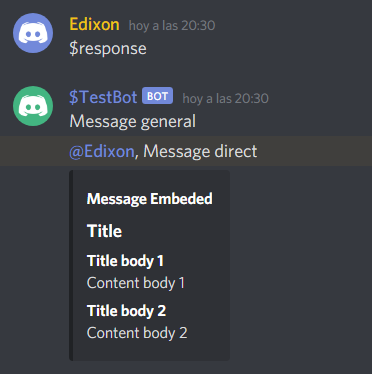 Edixon hoy a las 20:30
$response
$TestBot BOT hoy a las 20:30
Message general
@Edixon, Message direct
Message Embeded
Title
Title body 1
Content body 1
Title body 2
Content body 2